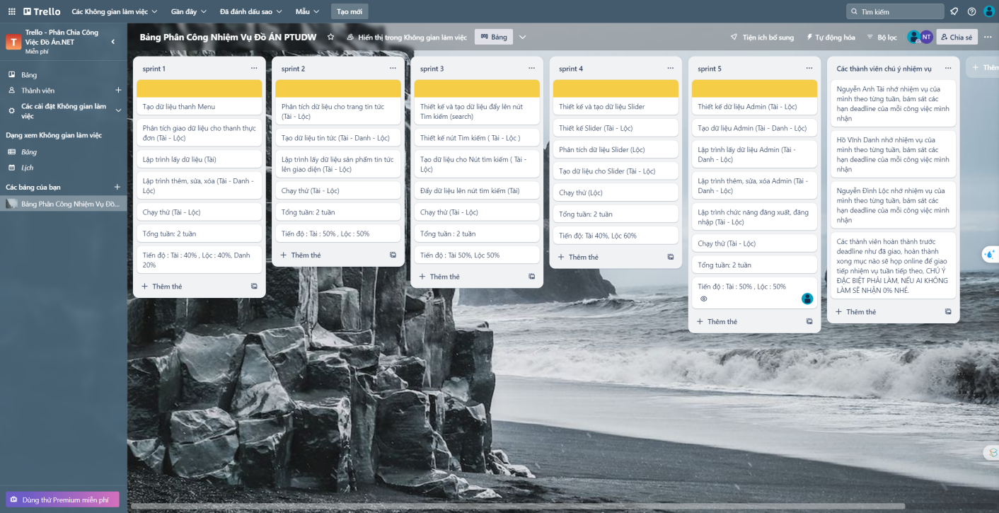 Trello
Các Không gian làm việc
Gần đây
Đã đánh dấu sao
Mẫu
Tạo mới
Tìm kiếm
T
Trello - Phân Chia Công
Việc Đồ Án.NET
Miễn phí
Bảng
Thành viên
Các cài đặt Không gian làm
việc
Dạng xem Không gian làm việc
Bảng
Lịch
Các bảng của bạn
Bảng Phân Công Nhiệm Vụ Đồ...
Dùng thử Premium miễn phí
Bảng Phân Công Nhiệm Vụ Đồ ÁN PTUDW
Hiển thị trong Không gian làm việc
Bảng
Tiện ích bổ sung
Tự động hóa
Bộ lọc
NT
Chia sẻ
sprint 1
Tạo dữ liệu thanh Menu
Phân tích giao dữ liệu cho thanh thực
đơn (Tài - Lộc)
Lập trình lấy dữ liệu (Tài)
Lập trình thêm, sửa, xóa (Tài - Danh -
Lộc)
Chạy thử (Tài - Lộc)
Tổng tuần: 2 tuần
Tiến độ : Tài : 40% , Lộc : 40%, Danh
20%
Thêm thẻ
sprint 2
Phân tích dữ liệu cho trang tin tức
(Tài - Lộc)
Tạo dữ liệu tin tức (Tài - Danh - Lộc)
Lập trình lấy dữ liệu sản phẩm tin tức
lên giao diện (Tài - Lộc)
Chạy thử (Tài - Lộc)
Tổng tuần: 2 tuần
Tiến độ : Tài : 50% , Lộc : 50%
Thêm thẻ
sprint 3
Thiết kế và tạo dữ liệu đẩy lên nút
Tìm kiếm (search)
Thiết kế nút Tìm kiếm ( Tài - Lộc )
Tạo dữ liệu cho Nút tìm kiếm ( Tài -
Lộc)
Đẩy dữ liệu lên nút tìm kiếm (Tài)
Chạy thử (Tài - Lộc)
Tổng tuần : 2 tuần
Tiến độ : Tài 50%, Lộc 50%
Thêm thẻ
sprint 4
Thiết kế và tạo dữ liệu Slider
Thiết kế Slider (Tài - Lộc)
Phân tích dữ liệu Slider (Lộc)
Tạo dữ liệu cho Slider (Tài - Lộc)
Chạy thử (Lộc)
Tổng tuần: 2 tuần
Tiến độ: Tài 40%, Lộc 60%
Thêm thẻ
sprint 5
Thiết kế dữ liệu Admin (Tài - Lộc)
Tạo dữ liệu Admin (Tài - Danh - Lộc)
Lập trình lấy dữ liệu Admin (Tài -
Danh - Lộc)
Lập trình thêm, sửa, xóa Admin (Tài -
Danh - Lộc)
Lập trình chức năng đăng xuất, đăng
nhập (Tài - Lộc)
Chạy thử (Tài - Lộc)
Tổng tuần: 2 tuần
Tiến độ : Tài : 50% , Lộc : 50%
Thêm thẻ
Các thành viên chú ý nhiệm vụ
Nguyễn Anh Tài nhớ nhiệm vụ của
mình theo từng tuần, bám sát các
hạn deadline của mỗi công việc mình
nhận
Hồ Vĩnh Danh nhớ nhiệm vụ của
mình theo từng tuần, bám sát các
hạn deadline của mỗi công việc mình
nhận
Nguyễn Đình Lộc nhớ nhiệm vụ của
mình theo từng tuần, bám sát các
hạn deadline của mỗi công việc mình
nhận
Các thành viên hoàn thành trước
deadline như đã giao, hoàn thành
xong mục nào sẽ họp online để giao
tiếp nhiệm vụ tuần tiếp theo, CHÚ Ý
ĐẶC BIỆT PHẢI LÀM, NẾU AI KHÔNG
LÀM SẼ NHẬN 0% NHÉ.
Thêm thẻ
Thêm